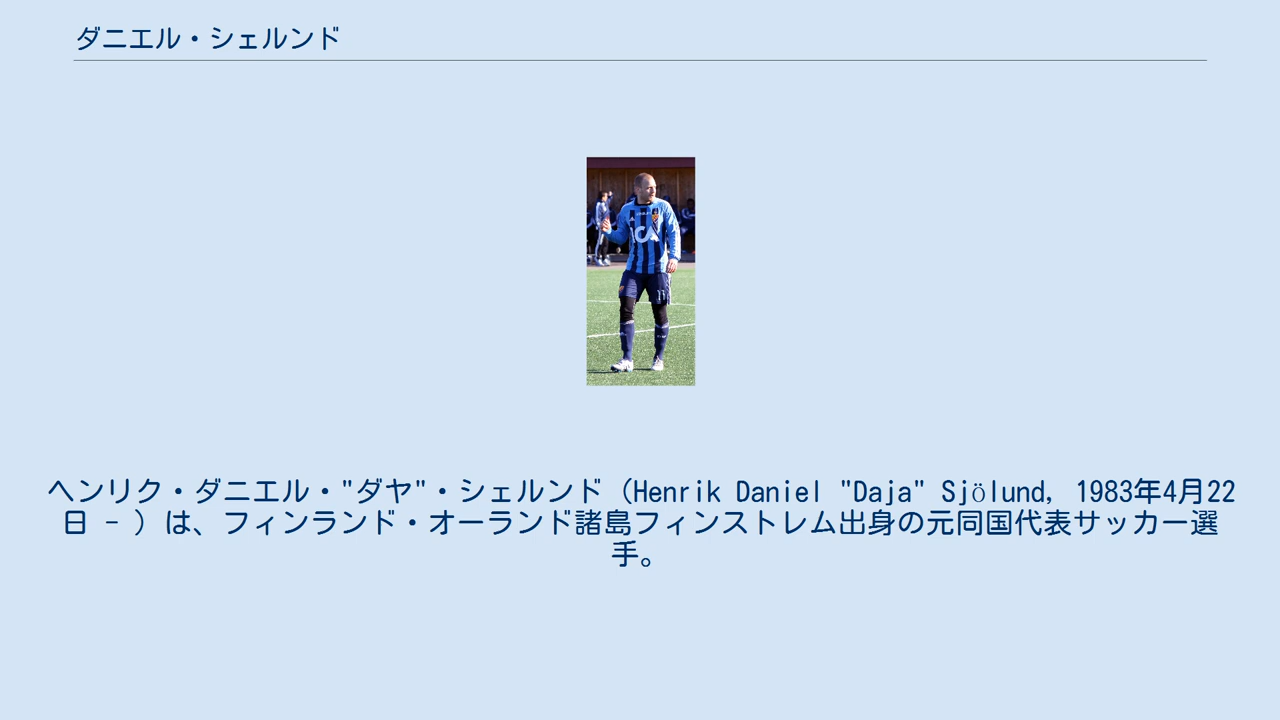 ダニエル・シェルンド
ヘンリク・ダニエル・"ダヤ"・シェルンド（Henrik Daniel "Daja" Sjölund, 1983年4月22
日 - ）は、フィンランド・オーランド諸島フィンストレム出身の元同国代表サッカー選
手。